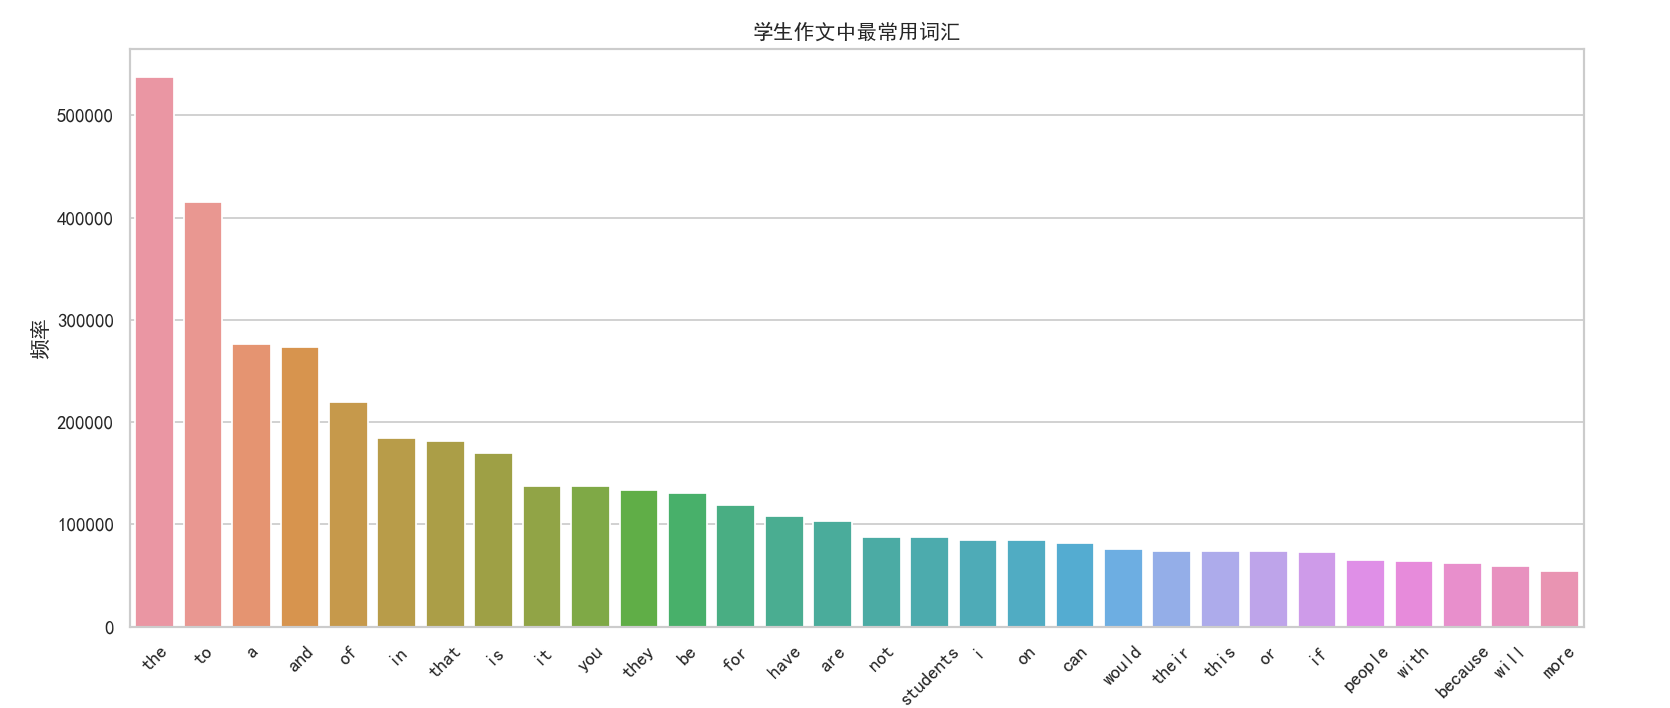 学生作文中最常用词汇
频率
500000
400000
300000
200000
100000
0
the to a and of in that is it you they be for have are not students i on can would their this or if people with because will more